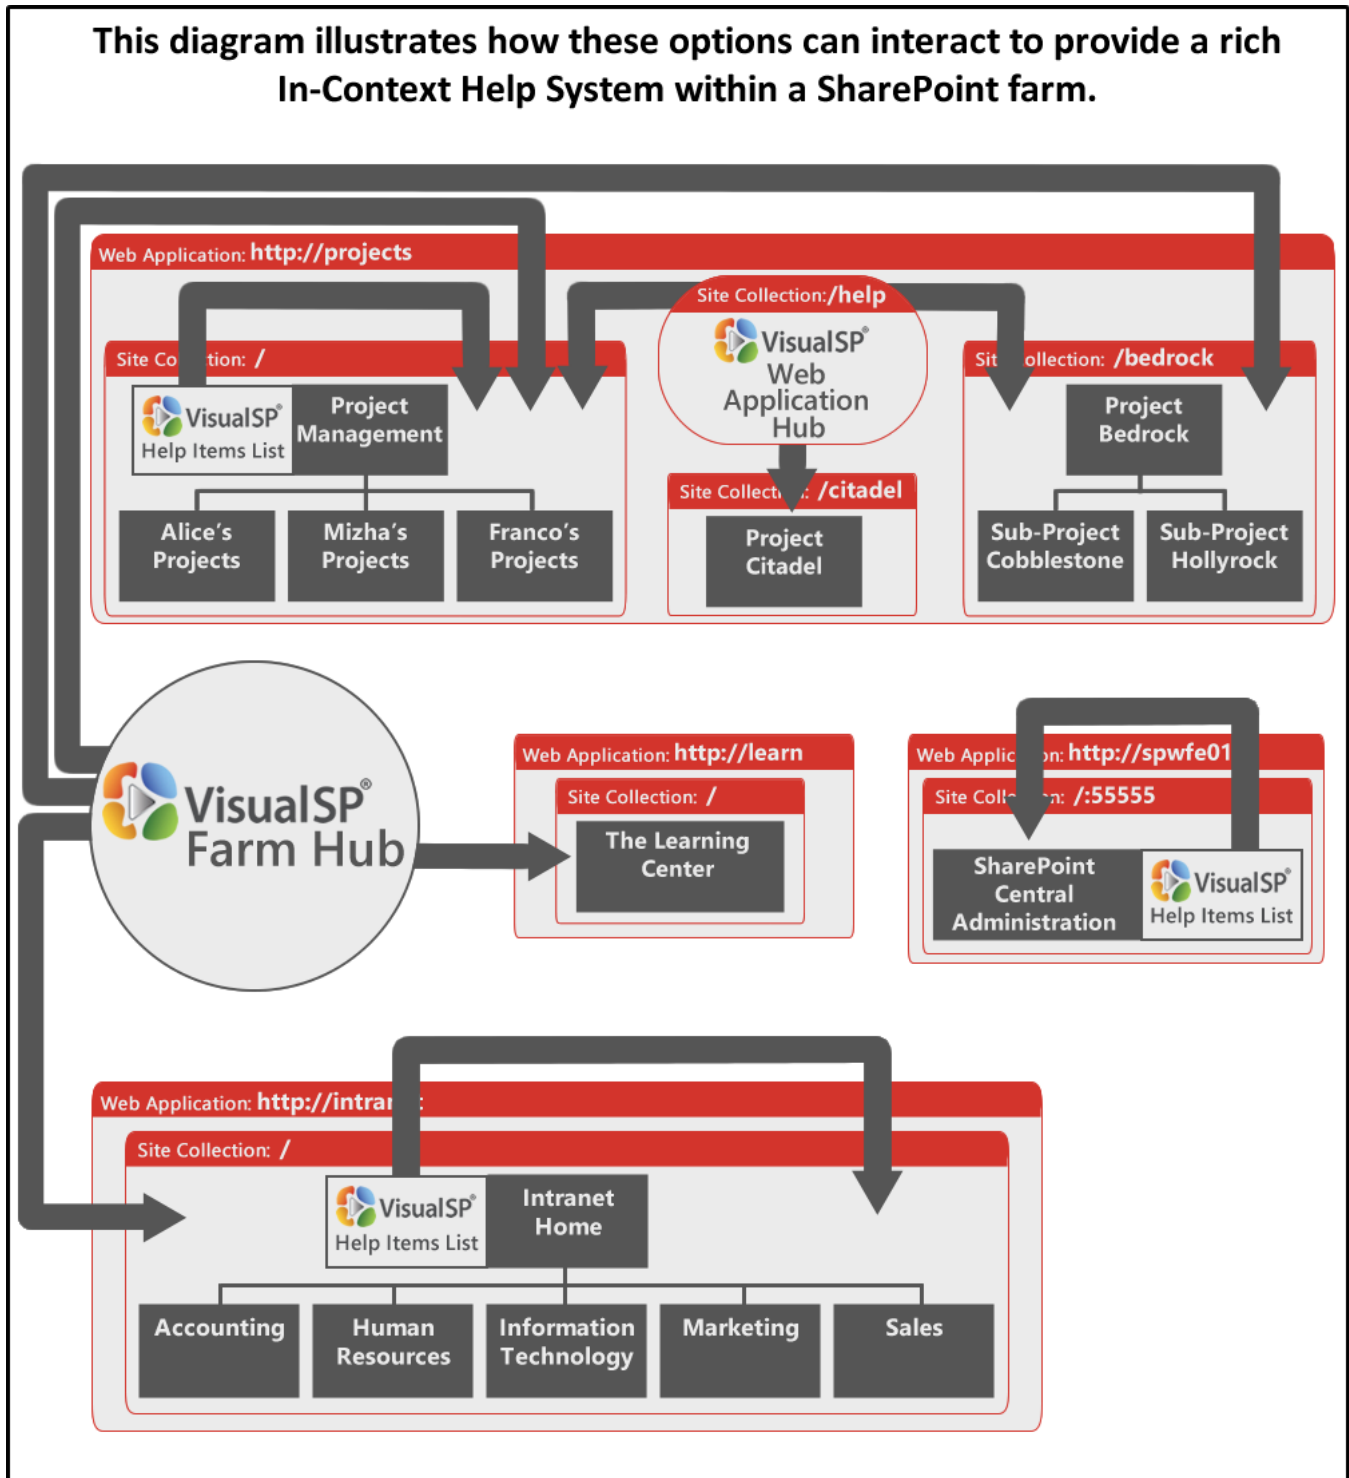 This diagram illustrates how these options can interact to provide a rich
In-Context Help System within a SharePoint farm.
Web Application: http://projects
Site Collection:/help
VisualSP®
Web
Application
Hub
Site Co tion: /
VisualSP®
Help Items List
Project
Management
Alice's
Projects
Mizha's
Projects
Franco's
Projects
Site Collect : /citadel
Project
Citadel
Sit ollection: /bedrock
Project
Bedrock
Sub-Project
Cobblestone
Sub-Project
Hollyrock
VisualSP®
Farm Hub
Web Application: http://learn
Site Collection: /
The Learning
Center
Web Applic n: http://spwfe01
Site Coll n: /:55555
SharePoint
Central
Administration
VisualSP®
Help Items List
Web Application: http://intra :
Site Collection: /
VisualSP®
Help Items List
Intranet
Home
Accounting
Human
Resources
Information
Technology
Marketing
Sales